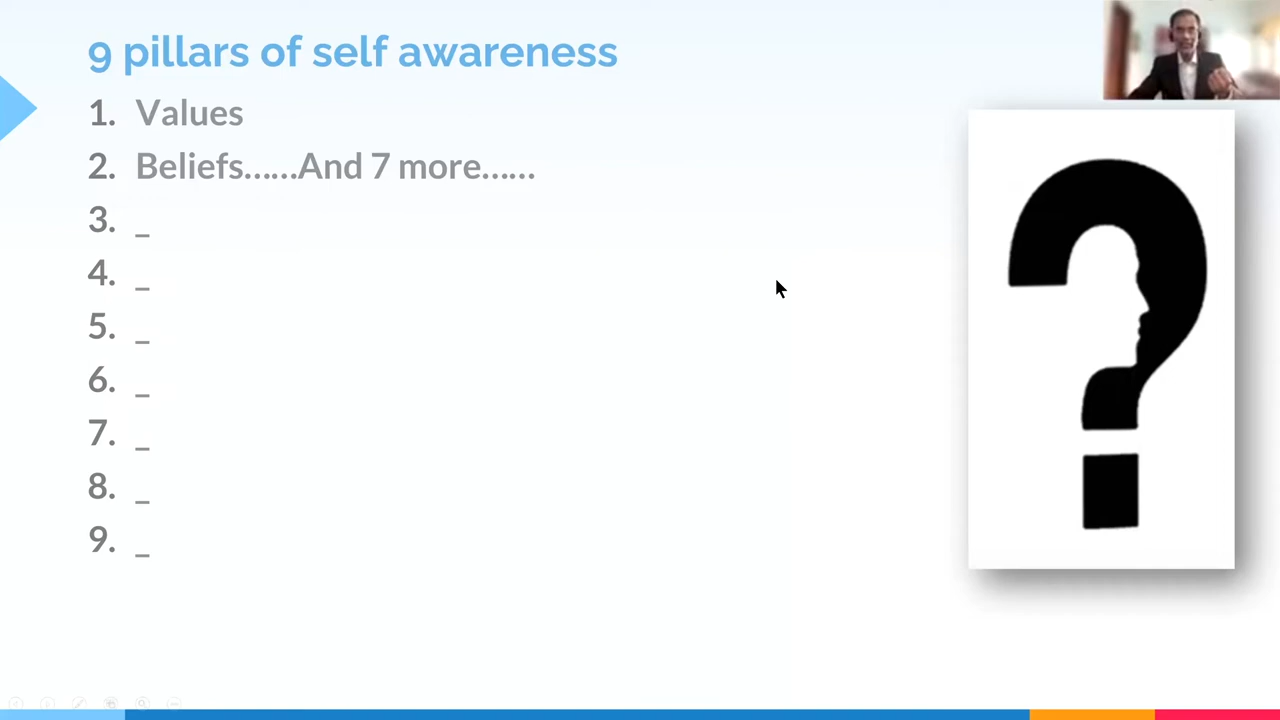 9 pillars of self awareness
1. Values
2. Beliefs......And 7 more......
3. _
4. _
5. _
6. _
7. _
8. _
9. _
?